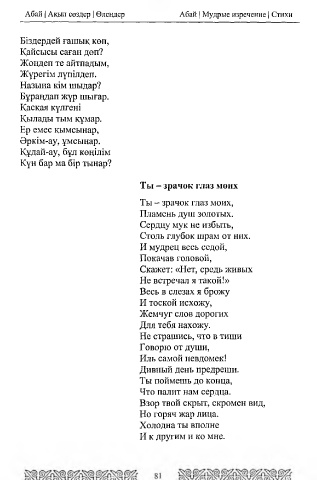 Абай | Ақыл сөздер | Өлеңдер
Абай | Мудрые изречение | Стихи
Біздердей ғашық көп,
Қайсысы саған дөп?
Жөндеп те айтпадым,
Жүрегім лүпілдеп.
Назына кім шыдар?
Бұраңдап жүр шығар.
Қасқая күлгені
Қылады тым құмар.
Ер емес қымсынар,
Әркім-ау, ұмсынар.
Құдай-ау, бұл көңілім
Күн бар ма бір тынар?
Ты – зрачок глаз моих
Ты – зрачок глаз моих,
Пламень душ золотых.
Сердцу мук не избыть,
Столь глубок шрам от них.
И мудрец весь седой,
Покачав головой,
Скажет: «Нет, средь живых
Не встречал я такой!»
Весь в слезах я брожу
И тоской исхожу,
Жемчуг слов дорогих
Для тебя нахожу.
Не страшись, что в тиши
Говорю от души,
Иль самой невдомек!
Дивный день предреши.
Ты поймешь до конца,
Что палит нам сердца.
Взор твой скрыт, скромен вид,
Но горяч жар лица.
Холодна ты вполне
И к другим и ко мне.
81